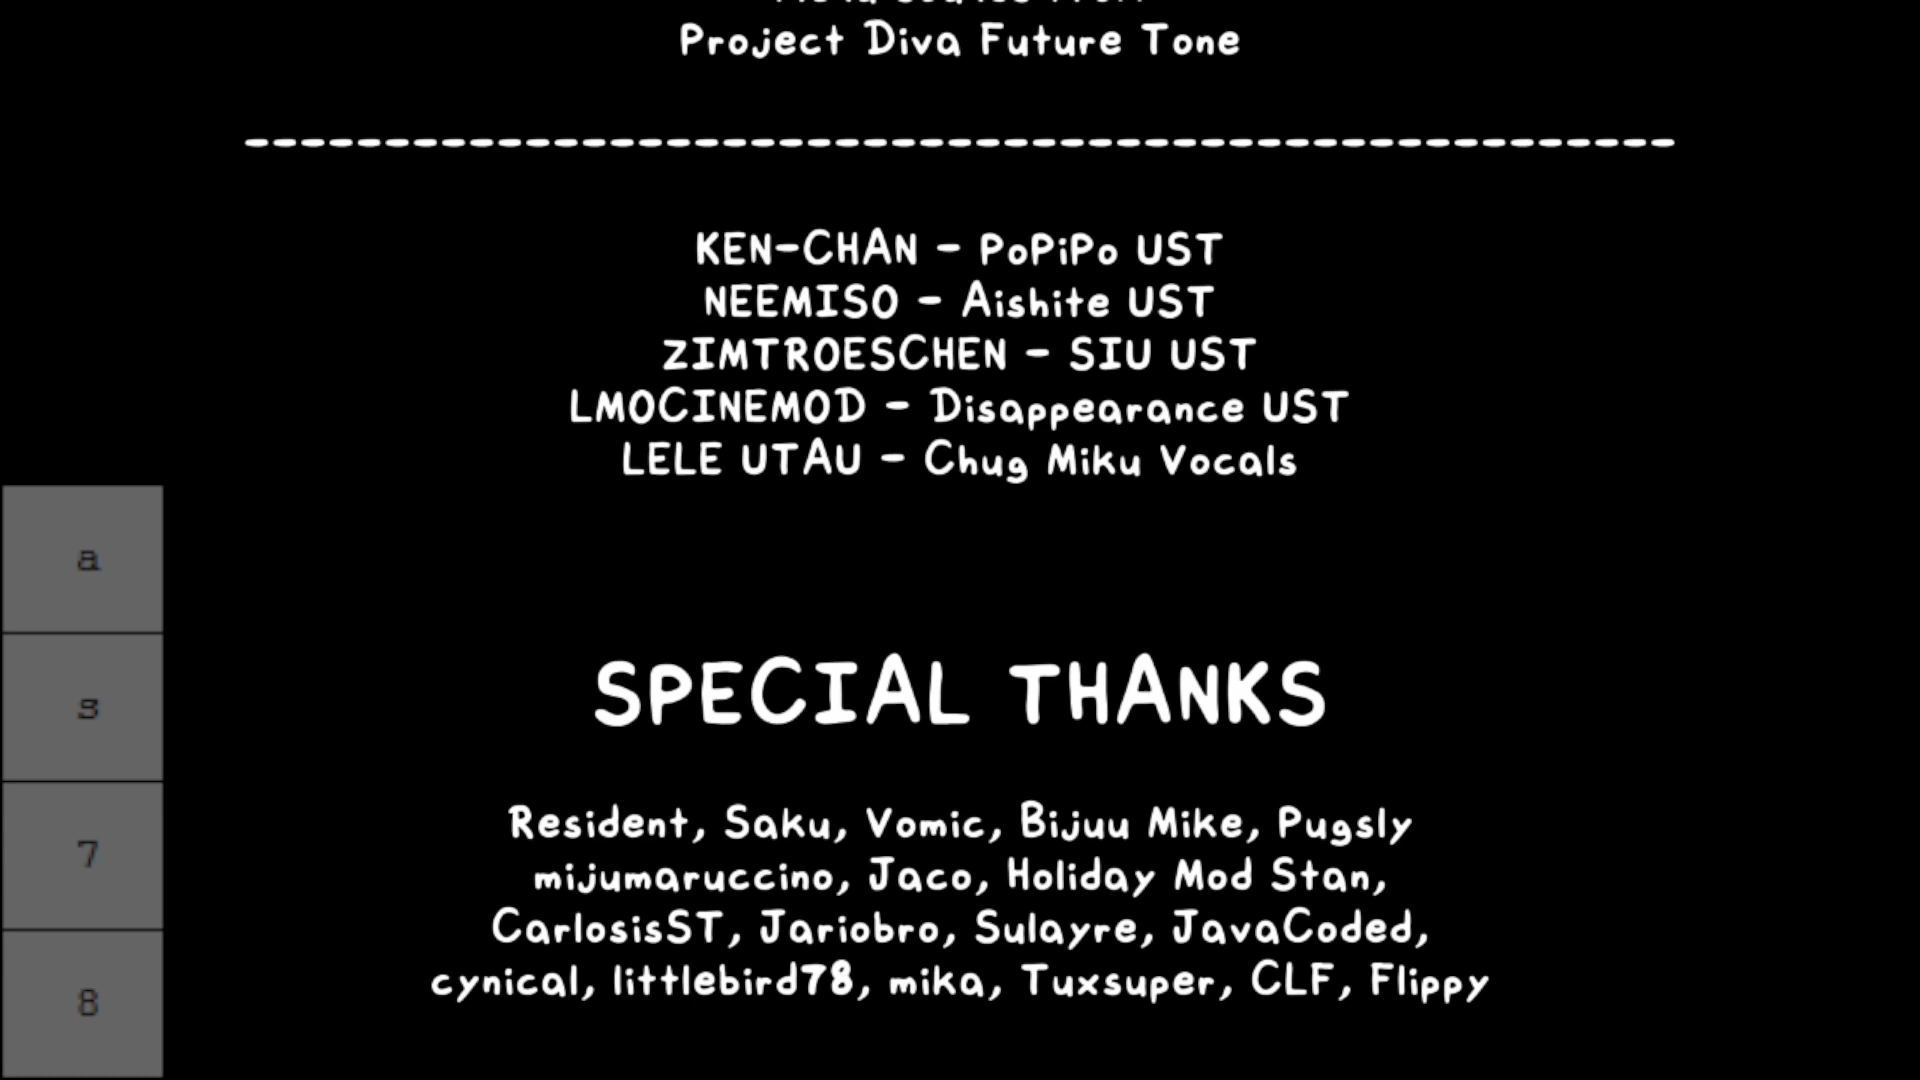 Project Diva Future Tone
--------------------------------------------------
KEN-CHAN - PoPiPo UST
NEEMISO - Aishite UST
ZIMTROESCHEN - SIU UST
LMOCINEMOD - Disappearance UST
LELE UTAU - Chug Miku Vocals
SPECIAL THANKS
Resident, Saku, Vomic, Bijuu Mike, Pugsly
mijumaruccino, Jaco, Holiday Mod Stan,
CarlosisST, Jariobro, Sulayre, JavaCoded,
cynical, littlebird78, mika, Tuxsuper, CLF, Flippy
a
s
7
8